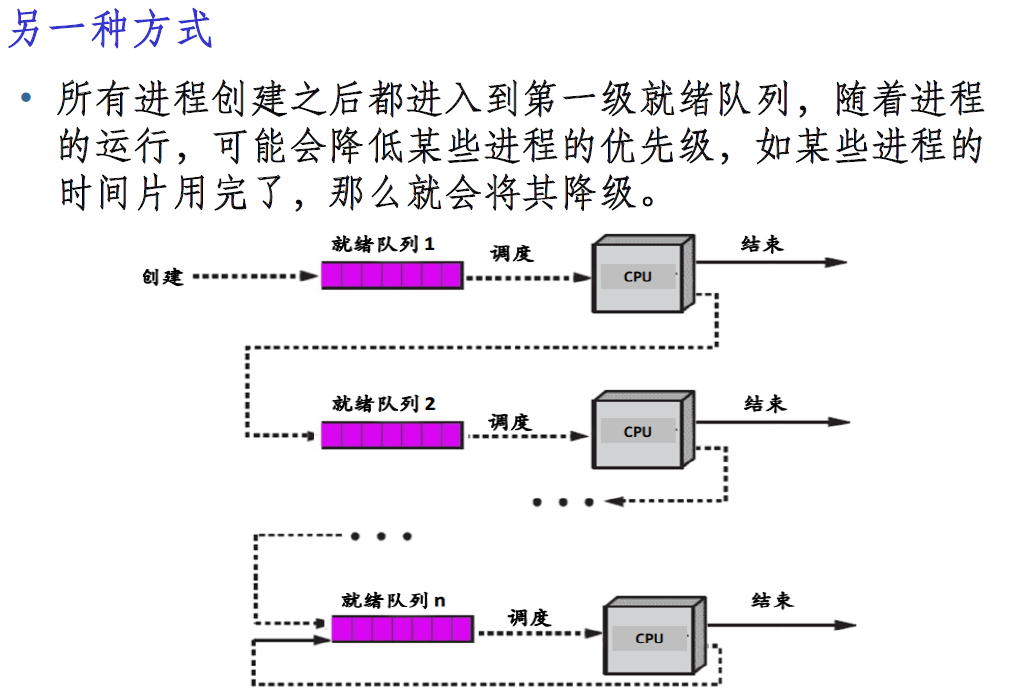 另一种方式
• 所有进程创建之后都进入到第一级就绪队列，随着进程
的运行，可能会降低某些进程的优先级，如某些进程的
时间片用完了，那么就会将其降级。
就绪队列1
调度
结束
创建
CPU
就绪队列2
调度
结束
CPU
就绪队列n
调度
结束
CPU